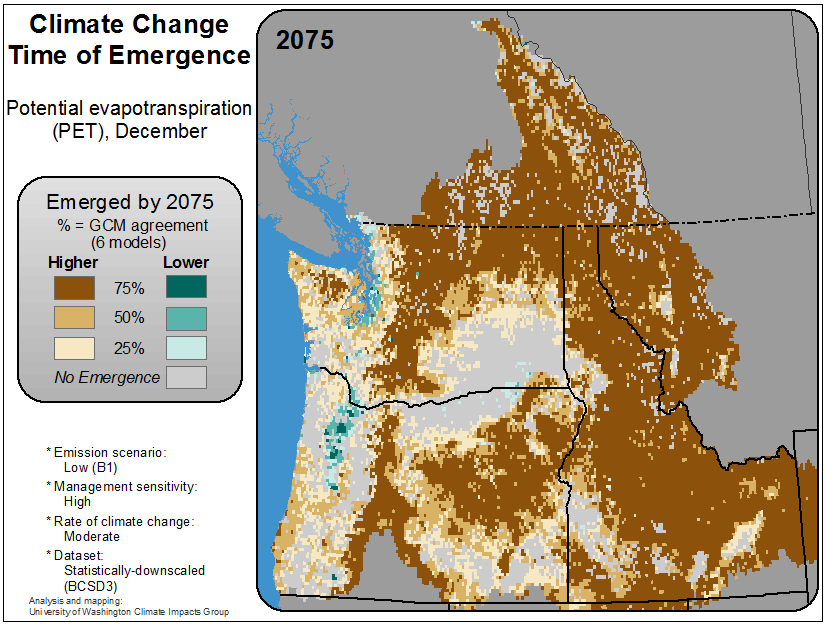 Climate Change
Time of Emergence
Potential evapotranspiration
(PET), December
Emerged by 2075
% = GCM agreement
(6 models)
Higher Lower
75%
50%
25%
No Emergence
* Emission scenario:
Low (B1)
* Management sensitivity:
High
* Rate of climate change:
Moderate
* Dataset:
Statistically-downscaled
(BCSD3)
Analysis and mapping:
University of Washington Climate Impacts Group
2075